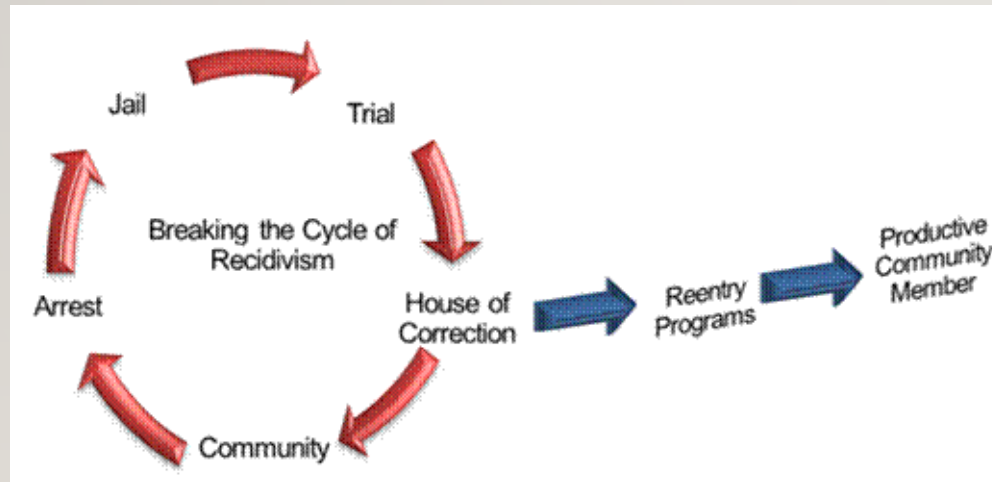 Jail
Trial
Breaking the Cycle of
Recidivism
Arrest
House of
Correction
Community
Reentry
Programs
Productive
Community
Member